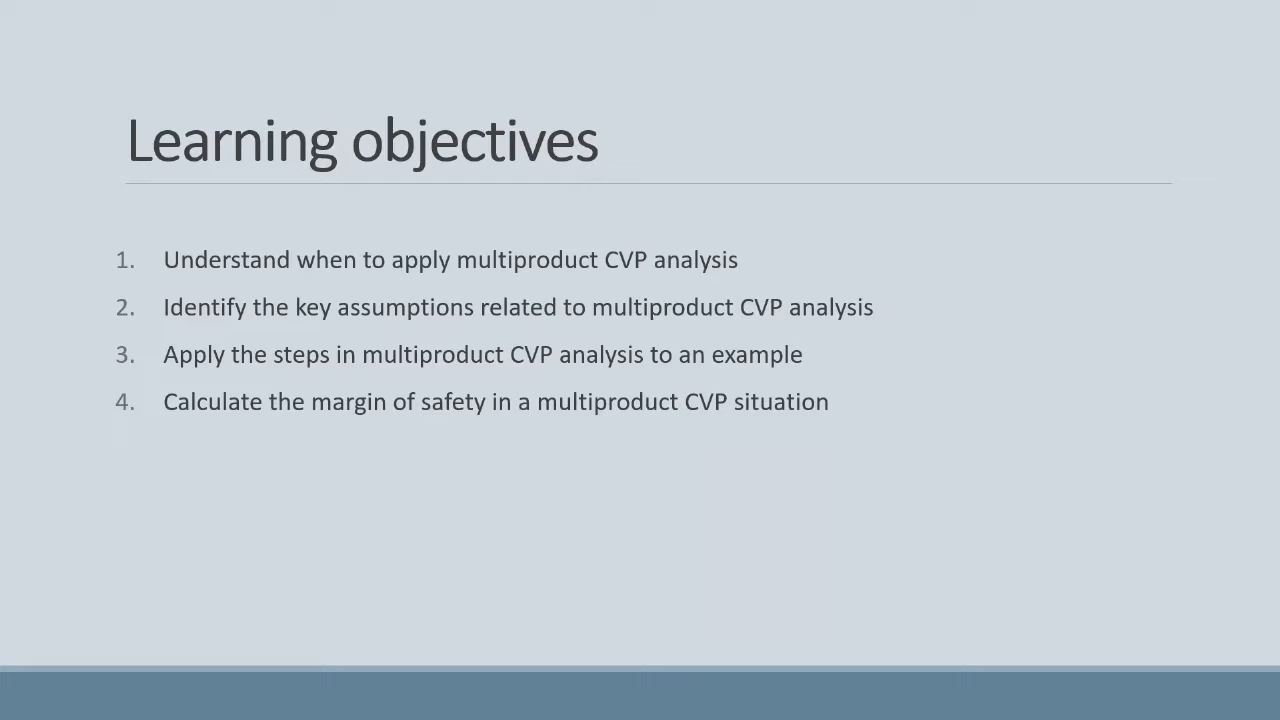 Learning objectives
1. Understand when to apply multiproduct CVP analysis
2. Identify the key assumptions related to multiproduct CVP analysis
3. Apply the steps in multiproduct CVP analysis to an example
4. Calculate the margin of safety in a multiproduct CVP situation